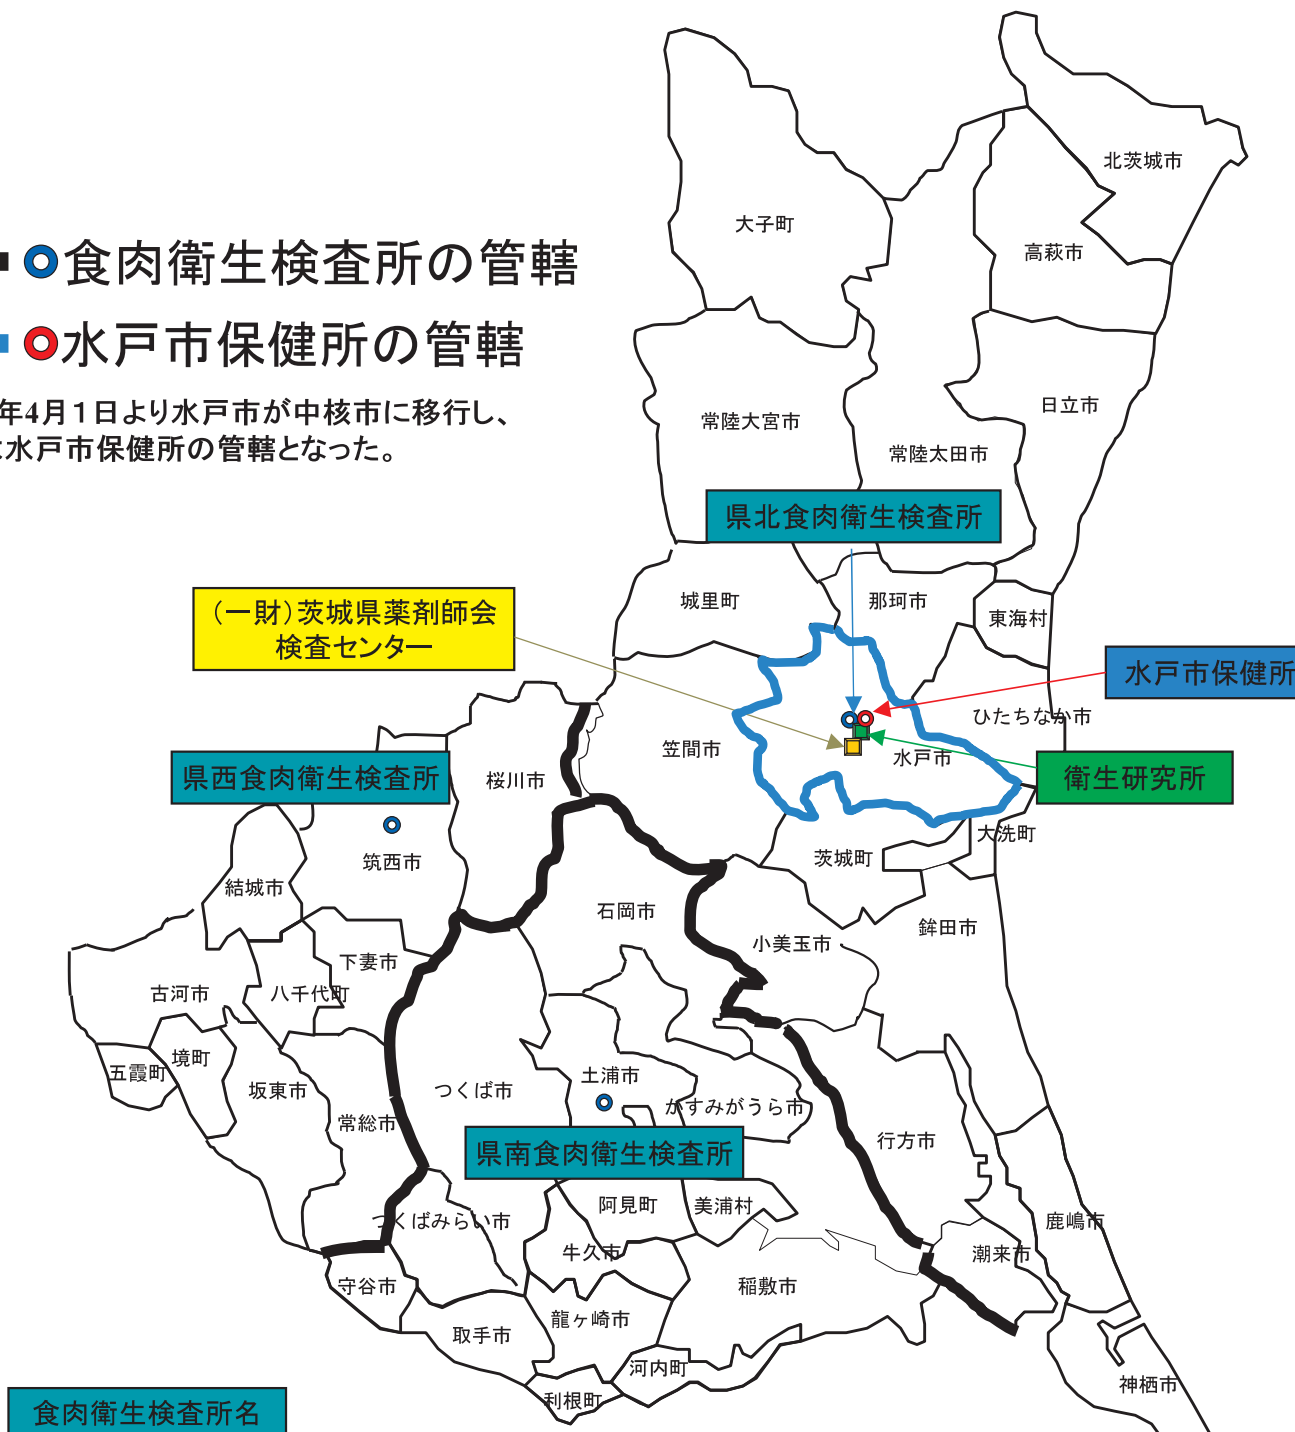 食肉衛生検査所の管轄
水戸市保健所の管轄
年4月１日より水戸市が中核市に移行し、
水戸市保健所の管轄となった。
北茨城市
大子町
高萩市
日立市
常陸大宮市
常陸太田市
県北食肉衛生検査所
城里町
那珂市
東海村
（一財）茨城県薬剤師会
検査センター
水戸市保健所
ひたちなか市
笠間市
水戸市
衛生研究所
県西食肉衛生検査所
桜川市
大洗町
茨城町
筑西市
結城市
石岡市
鉾田市
小美玉市
下妻市
古河市
八千代町
境町
五霞町
坂東市
つくば市
土浦市
かすみがうら市
常総市
行方市
県南食肉衛生検査所
阿見町
美浦村
つくばみらい市
鹿嶋市
牛久市
潮来市
守谷市
稲敷市
龍ヶ崎市
取手市
河内町
神栖市
利根町
食肉衛生検査所名